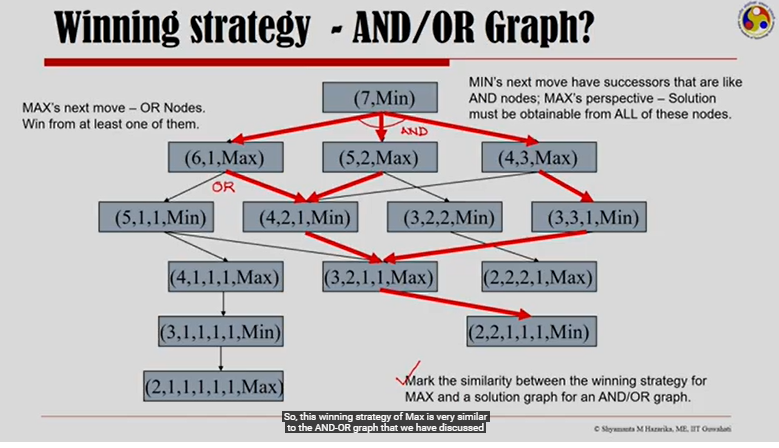 Winning strategy - AND/OR Graph?
MAX's next move – OR Nodes.
Win from at least one of them.
MIN's next move have successors that are like
AND nodes; MAX's perspective – Solution
must be obtainable from ALL of these nodes.
(7,Min)
AND
(6,1,Max)
(5,2,Max)
(4,3,Max)
OR
(5,1,1,Min)
(4,2,1,Min)
(3,2,2,Min)
(3,3,1,Min)
(4,1,1,1,Max)
(3,2,1,1,Max)
(2,2,2,1,Max)
(3,1,1,1,1,Min)
(2,2,1,1,1,Min)
(2,1,1,1,1,1,Max)
Mark the similarity between the winning strategy for
MAX and a solution graph for an AND/OR graph.
So, this winning strategy of Max is very similar
to the AND-OR graph that we have discussed
© Shyamanta M Hazarika, ME, IIT Guwahati